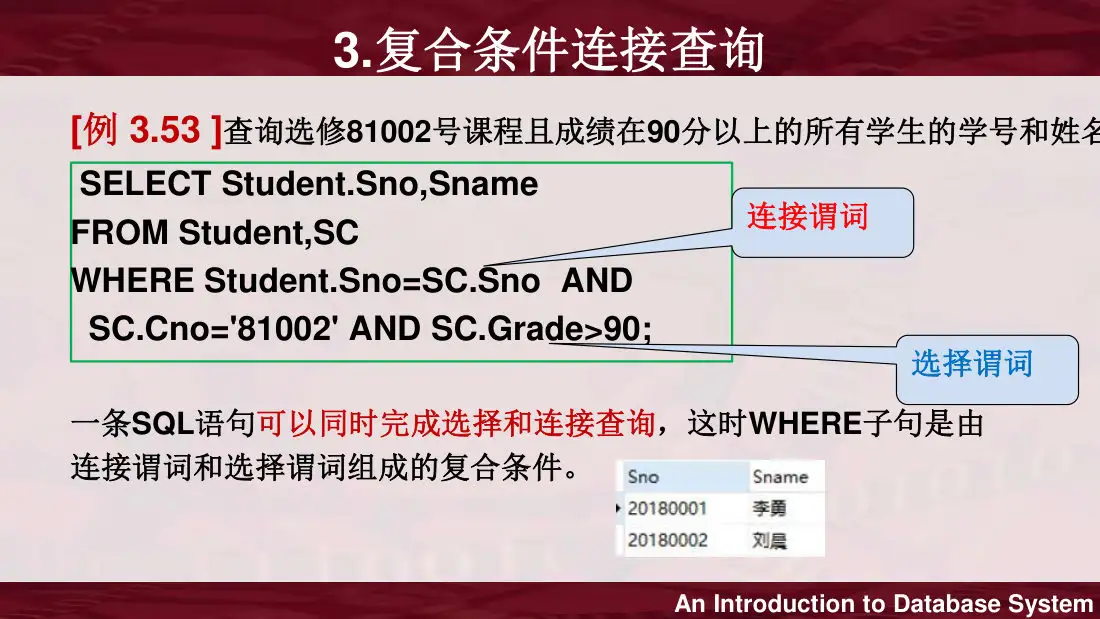 3.复合条件连接查询
[例 3.53 ]查询选修81002号课程且成绩在90分以上的所有学生的学号和姓名
SELECT Student.Sno,Sname
FROM Student,SC
WHERE Student.Sno=SC.Sno AND
SC.Cno='81002' AND SC.Grade>90;
连接谓词
选择谓词
一条SQL语句可以同时完成选择和连接查询，这时WHERE子句是由
连接谓词和选择谓词组成的复合条件。
Sno Sname
20180001 李勇
20180002 刘晨
An Introduction to Database System